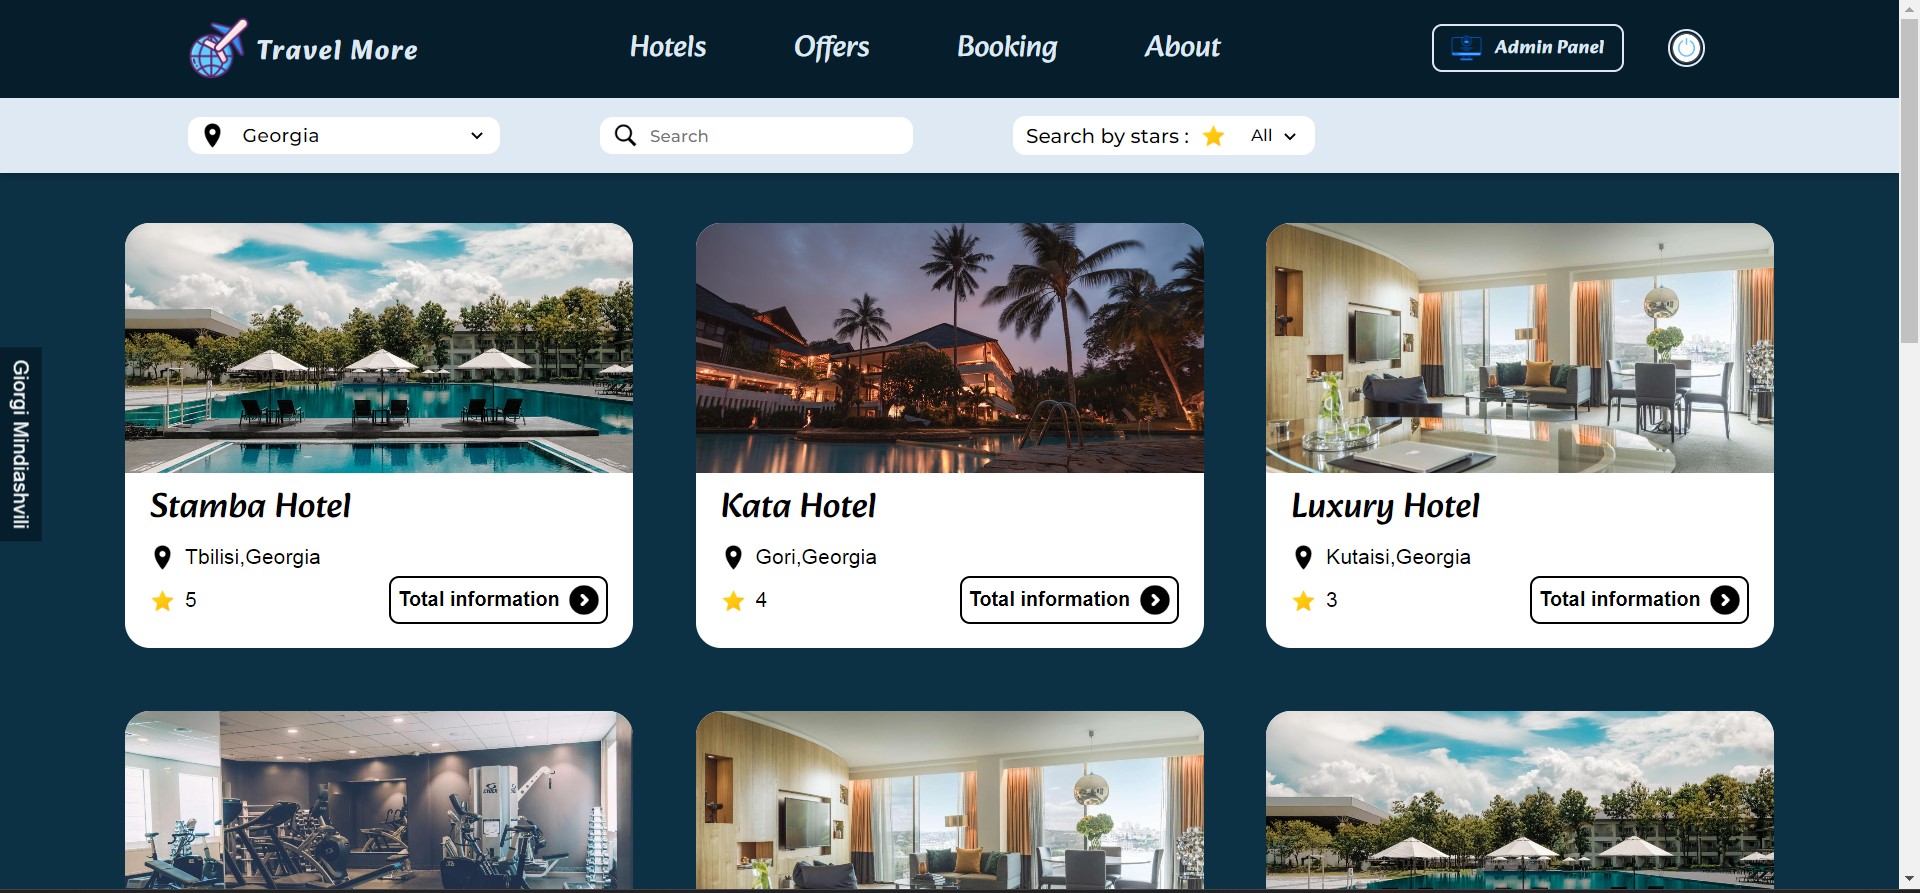 Travel More
Hotels
Offers
Booking
About
Admin Panel
Georgia
Search
Search by stars :
All
Giorgi Mindiashvili
Stamba Hotel
Tbilisi,Georgia
5
Total information
Kata Hotel
Gori,Georgia
4
Total information
Luxury Hotel
Kutaisi,Georgia
3
Total information